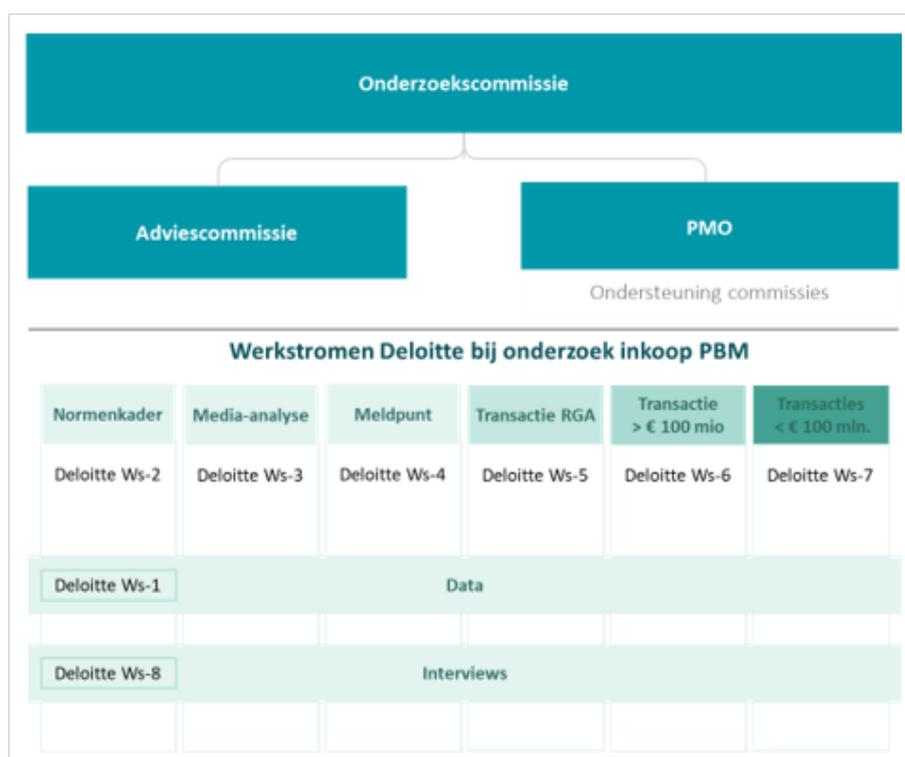 Onderzoekscommissie
Adviescommissie
PMO
Ondersteuning commissies
Werkstromen Deloitte bij onderzoek inkoop PBM
Normenkader
Media-analyse
Meldpunt
Transactie RGA
Transactie
> € 100 mio
Transacties
< € 100 mln.
Deloitte Ws-2
Deloitte Ws-3
Deloitte Ws-4
Deloitte Ws-5
Deloitte Ws-6
Deloitte Ws-7
Deloitte Ws-1
Data
Deloitte Ws-8
Interviews